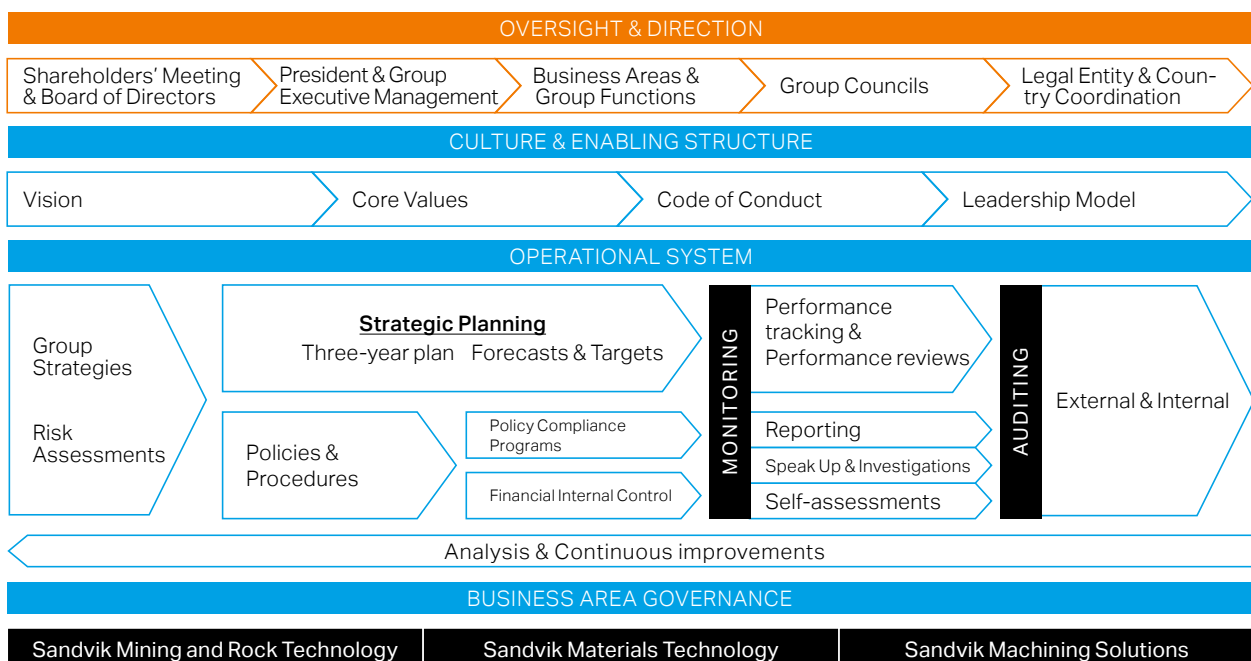 OVERSIGHT & DIRECTION
Shareholders' Meeting
& Board of Directors
President & Group
Executive Management
Business Areas &
Group Functions
Group Councils
Legal Entity & Coun-
try Coordination
CULTURE & ENABLING STRUCTURE
Vision
Core Values
Code of Conduct
Leadership Model
OPERATIONAL SYSTEM
Group
Strategies
Risk
Assessments
Strategic Planning
Three-year plan Forecasts & Targets
Policies &
Procedures
Policy Compliance
Programs
Financial Internal Control
MONITORING
Performance
tracking &
Performance reviews
Reporting
Speak Up & Investigations
Self-assessments
AUDITING
External & Internal
Analysis & Continuous improvements
BUSINESS AREA GOVERNANCE
Sandvik Mining and Rock Technology
Sandvik Materials Technology
Sandvik Machining Solutions